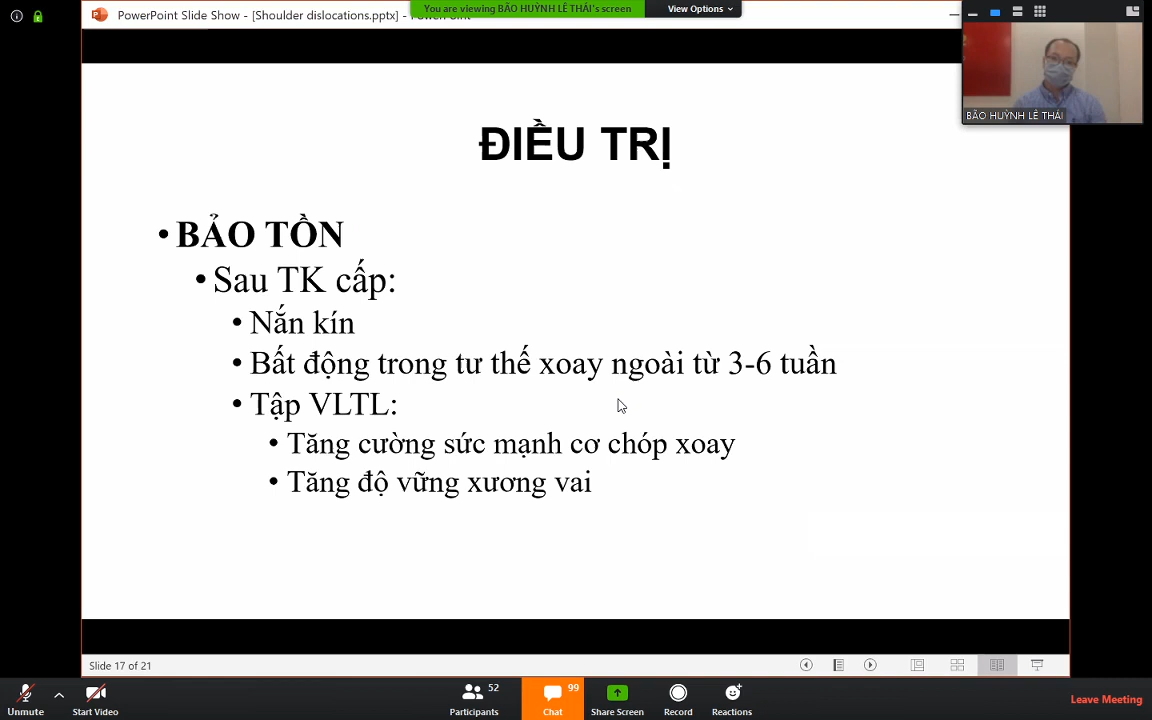 PowerPoint Slide Show - [Shoulder dislocations.pptx] - PowerPoint
You are viewing BÃO HUỲNH LÊ THÁI's screen
View Options
BÃO HUỲNH LÊ THÁI
ĐIỀU TRỊ
• BẢO TỒN
• Sau TK cấp:
• Nắn kín
• Bất động trong tư thế xoay ngoài từ 3-6 tuần
• Tập VLTL:
• Tăng cường sức mạnh cơ chóp xoay
• Tăng độ vững xương vai
Slide 17 of 21
Unmute
Start Video
52
Participants
99
Chat
Share Screen
Record
Reactions
Leave Meeting